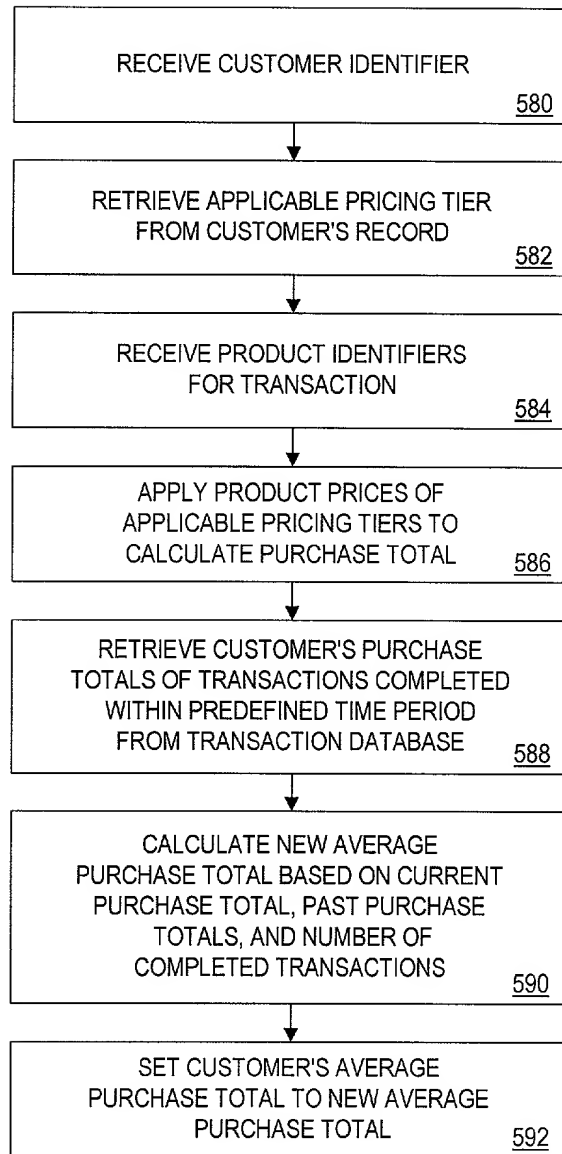 RECEIVE CUSTOMER IDENTIFIER
580
RETRIEVE APPLICABLE PRICING TIER
FROM CUSTOMER'S RECORD
582
RECEIVE PRODUCT IDENTIFIERS
FOR TRANSACTION
584
APPLY PRODUCT PRICES OF
APPLICABLE PRICING TIERS TO
CALCULATE PURCHASE TOTAL
586
RETRIEVE CUSTOMER'S PURCHASE
TOTALS OF TRANSACTIONS COMPLETED
WITHIN PREDEFINED TIME PERIOD
FROM TRANSACTION DATABASE
588
CALCULATE NEW AVERAGE
PURCHASE TOTAL BASED ON CURRENT
PURCHASE TOTAL, PAST PURCHASE
TOTALS, AND NUMBER OF
COMPLETED TRANSACTIONS
590
SET CUSTOMER'S AVERAGE
PURCHASE TOTAL TO NEW AVERAGE
PURCHASE TOTAL
592